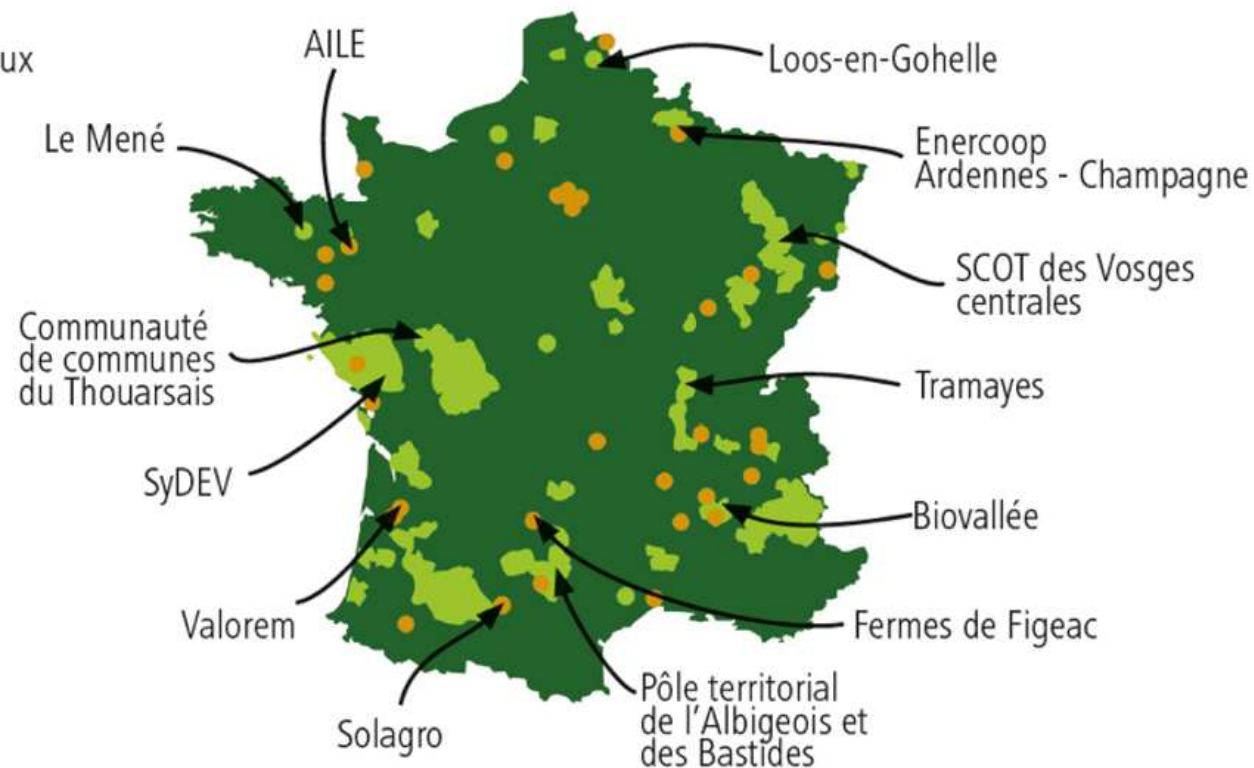 ux
AILE
Loos-en-Gohelle
Le Mené
Enercoop
Ardennes - Champagne
SCOT des Vosges
centrales
Communauté
de communes
du Thouarsais
Tramayes
SyDEV
Biovallée
Valorem
Fermes de Figeac
Pôle territorial
de l'Albigeois et
des Bastides
Solagro